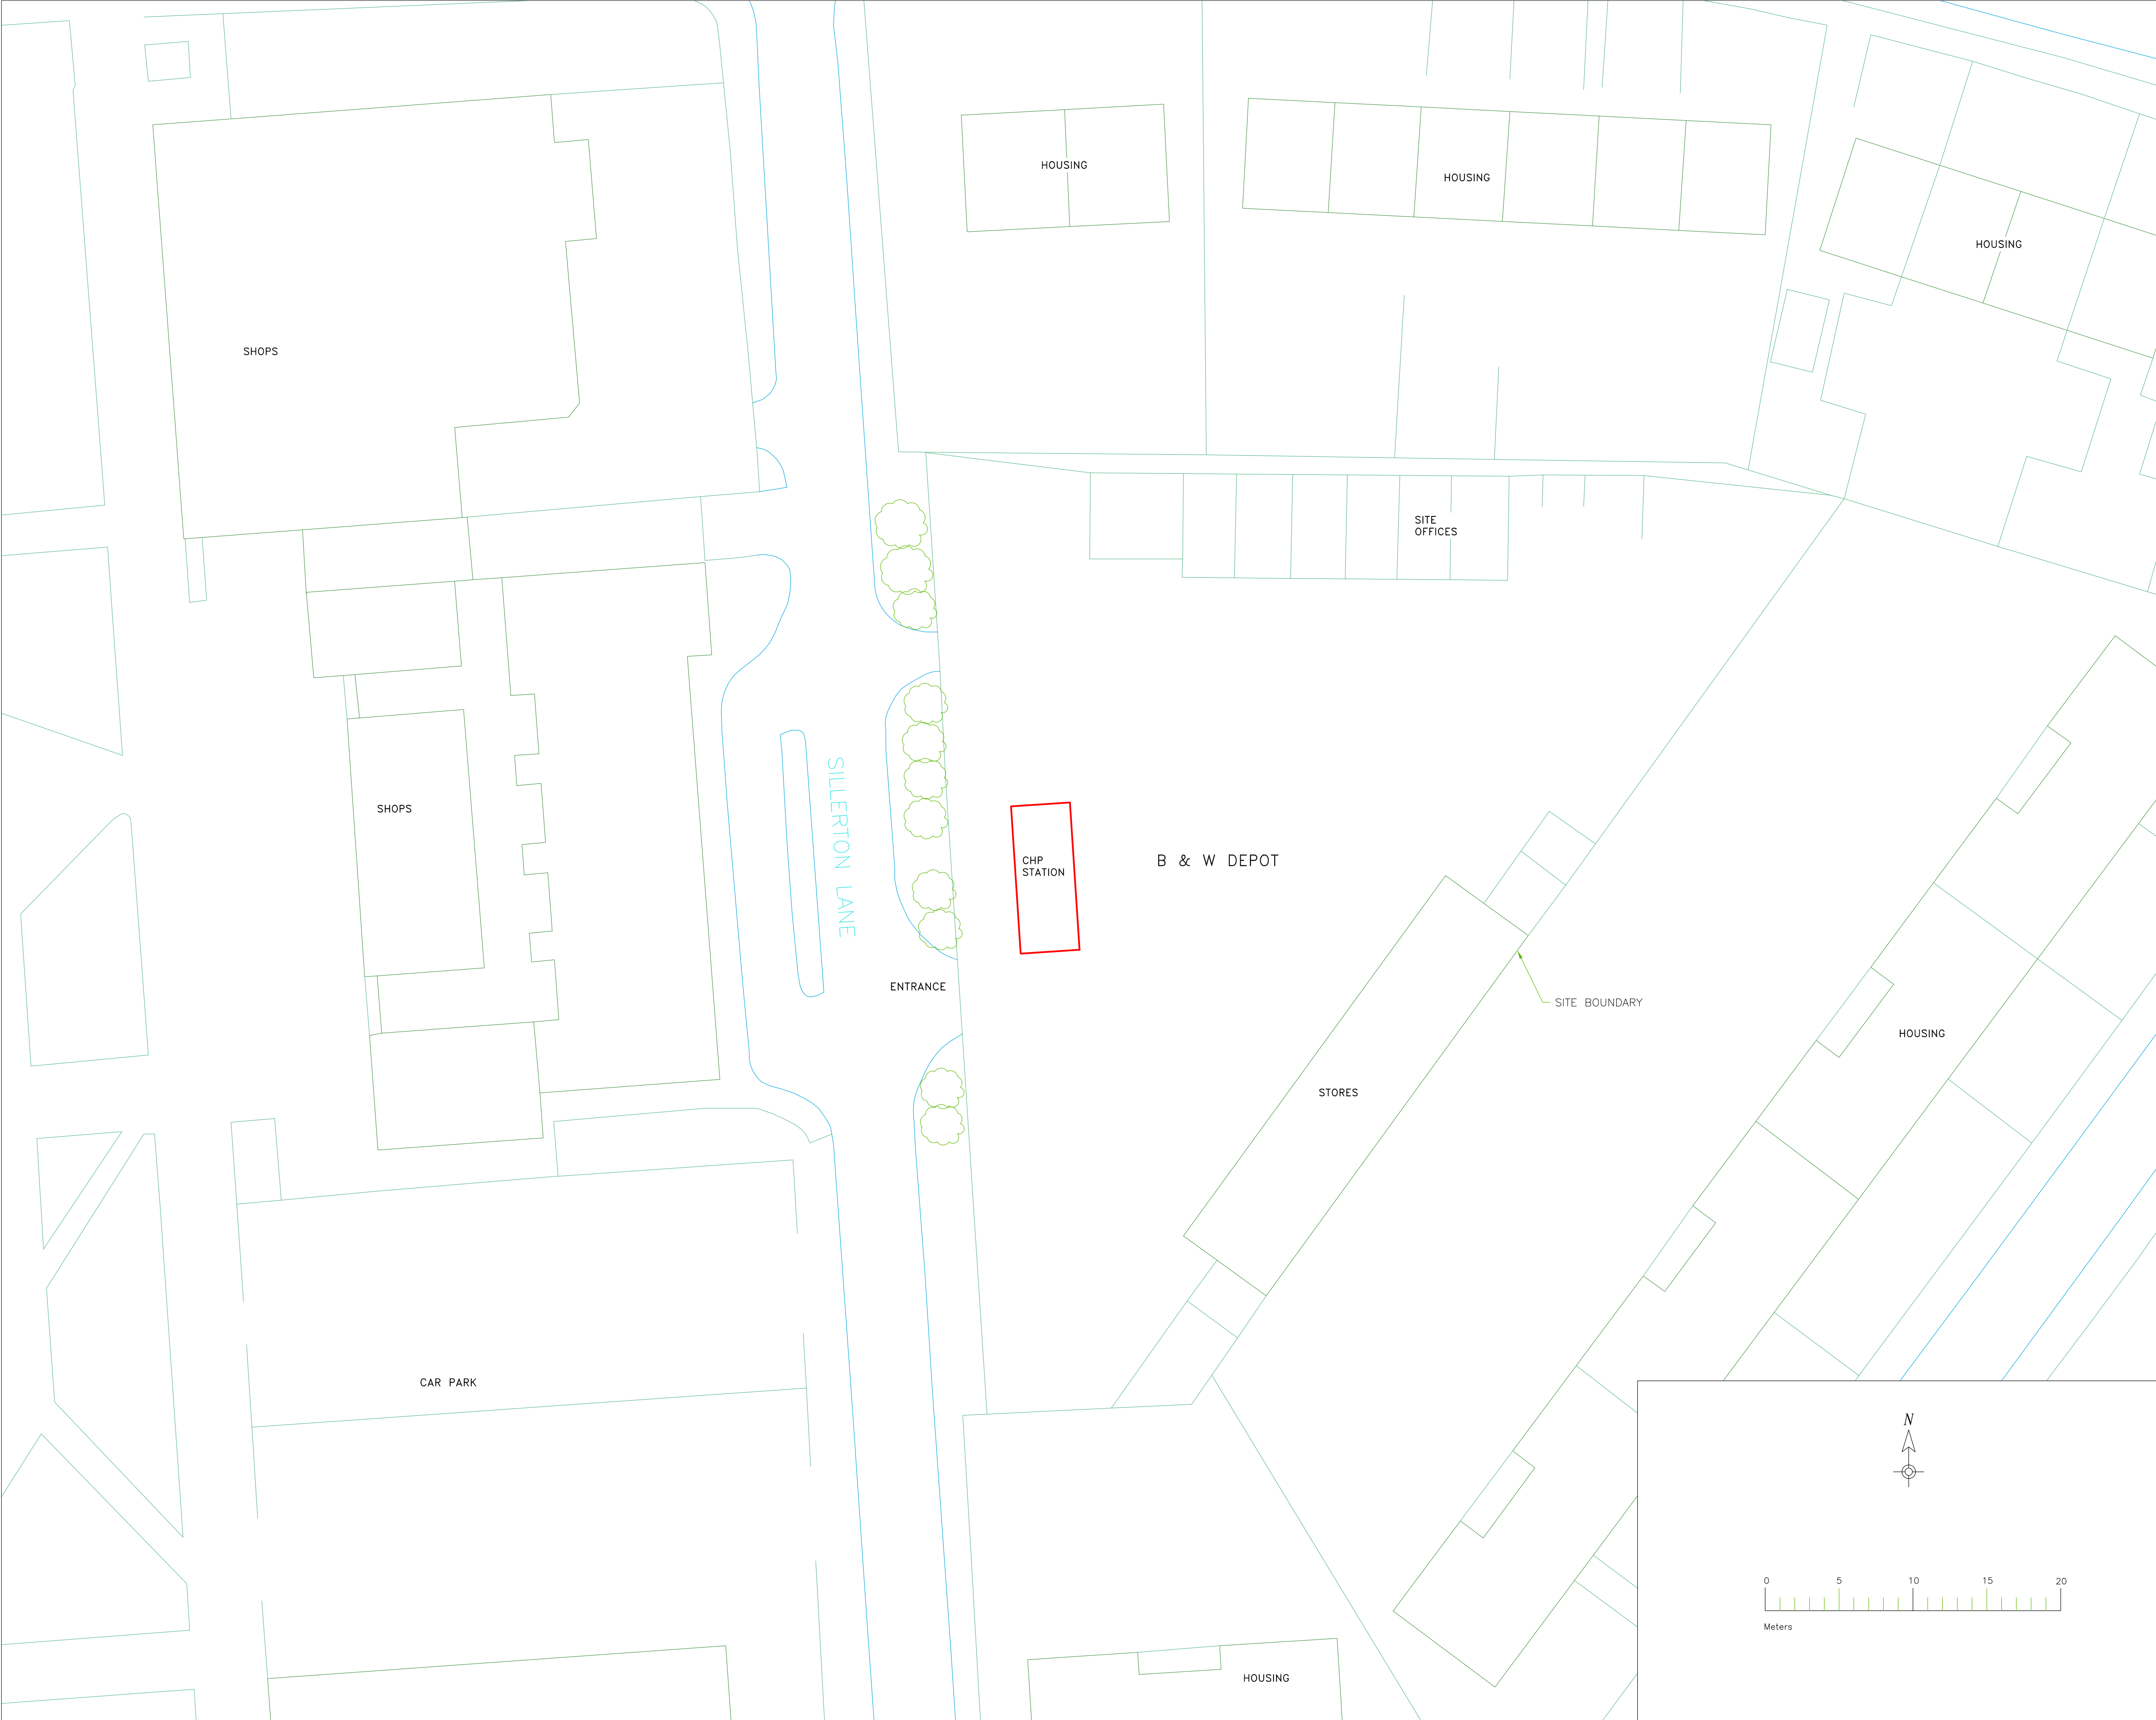 HOUSING
HOUSING
HOUSING
SHOPS
SITE
OFFICES
SHOPS
SILLERTON LANE
CHP
STATION
B & W DEPOT
ENTRANCE
SITE BOUNDARY
HOUSING
STORES
CAR PARK
N
0 5 10 15 20
Meters
HOUSING